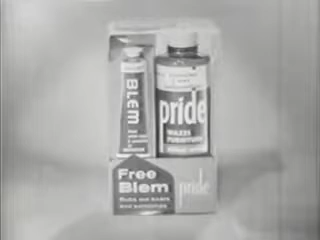 BLEM
pride
WAXES
FURNITURE
Free
Blem
pride
Rubs out scars
and scratches